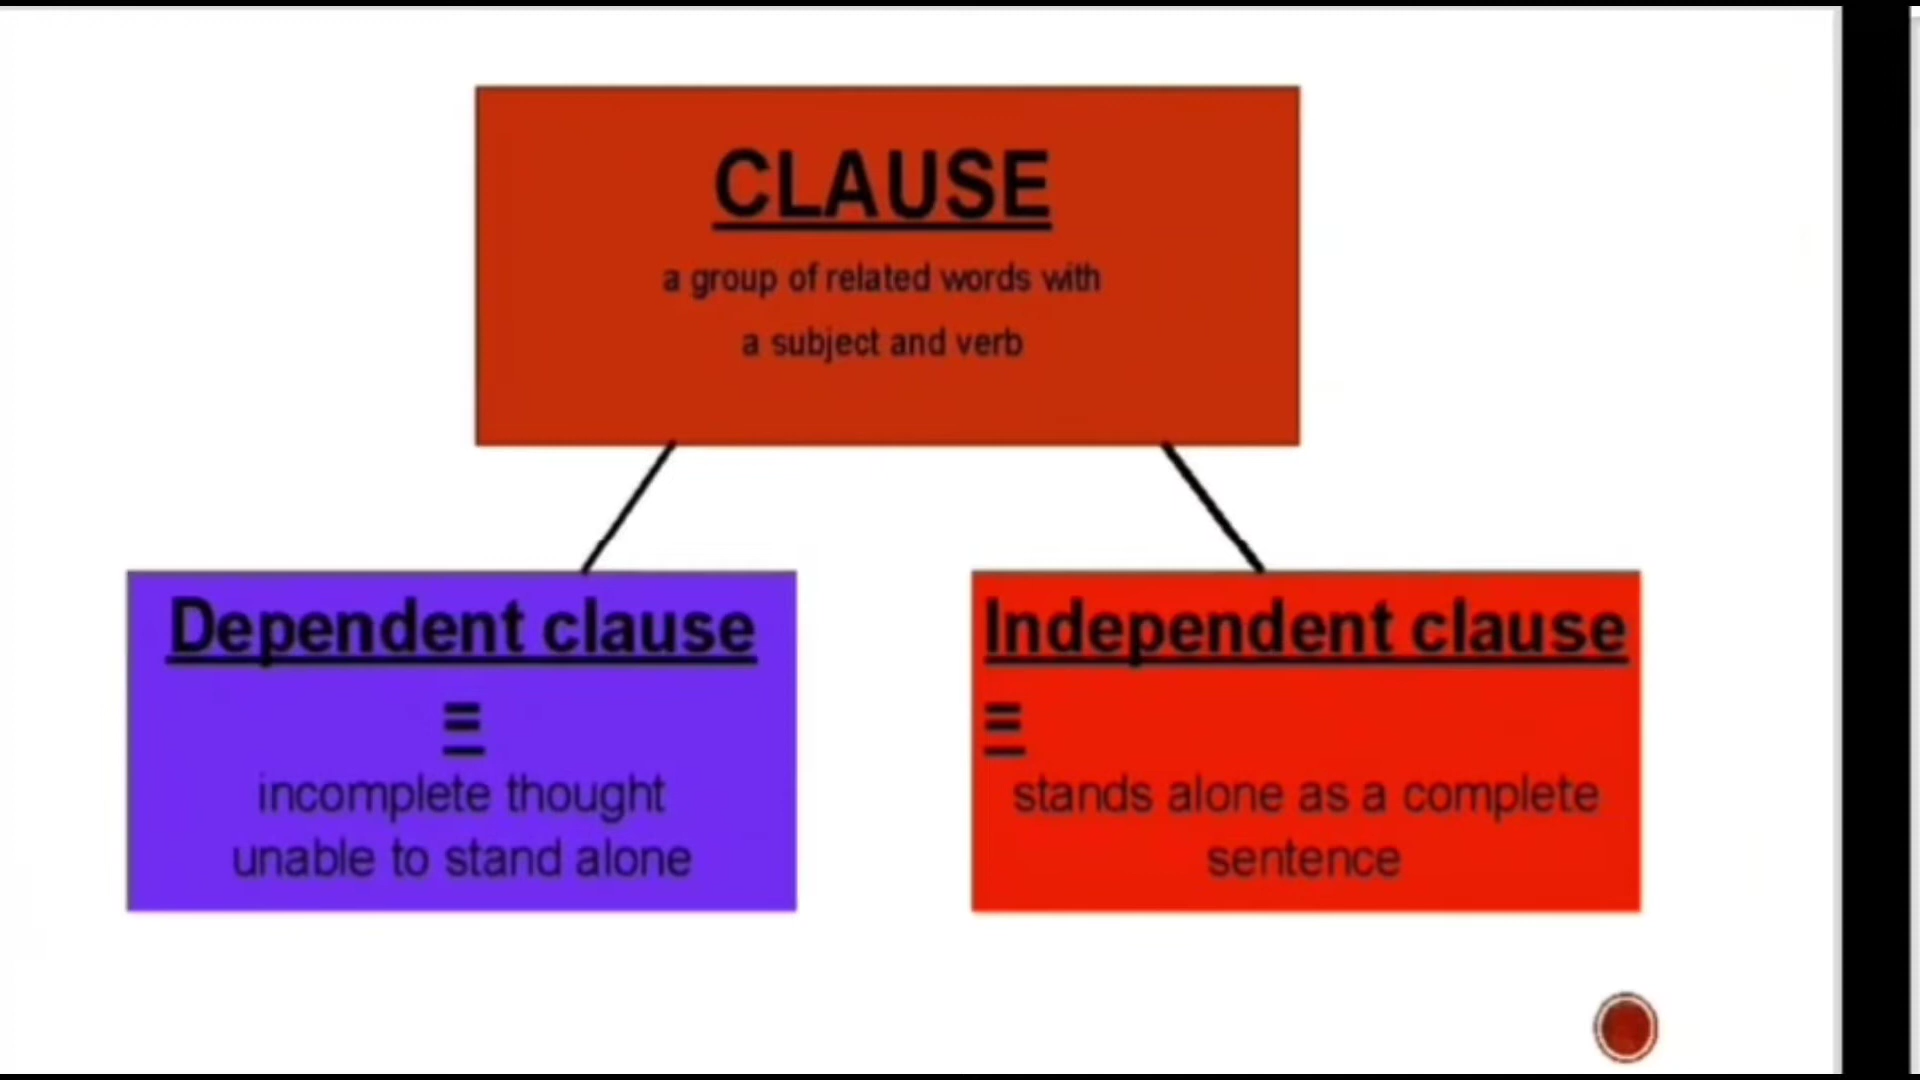 CLAUSE
a group of related words with
a subject and verb
Dependent clause
=
incomplete thought
unable to stand alone
Independent clause
=
stands alone as a complete
sentence